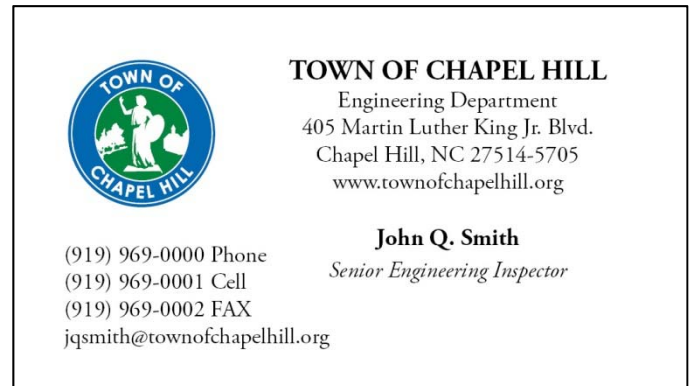 TOWN OF
CHAPEL HILL
TOWN OF CHAPEL HILL
Engineering Department
405 Martin Luther King Jr. Blvd.
Chapel Hill, NC 27514-5705
www.townofchapelhill.org
John Q. Smith
Senior Engineering Inspector
(919) 969-0000 Phone
(919) 969-0001 Cell
(919) 969-0002 FAX
jqsmith@townofchapelhill.org